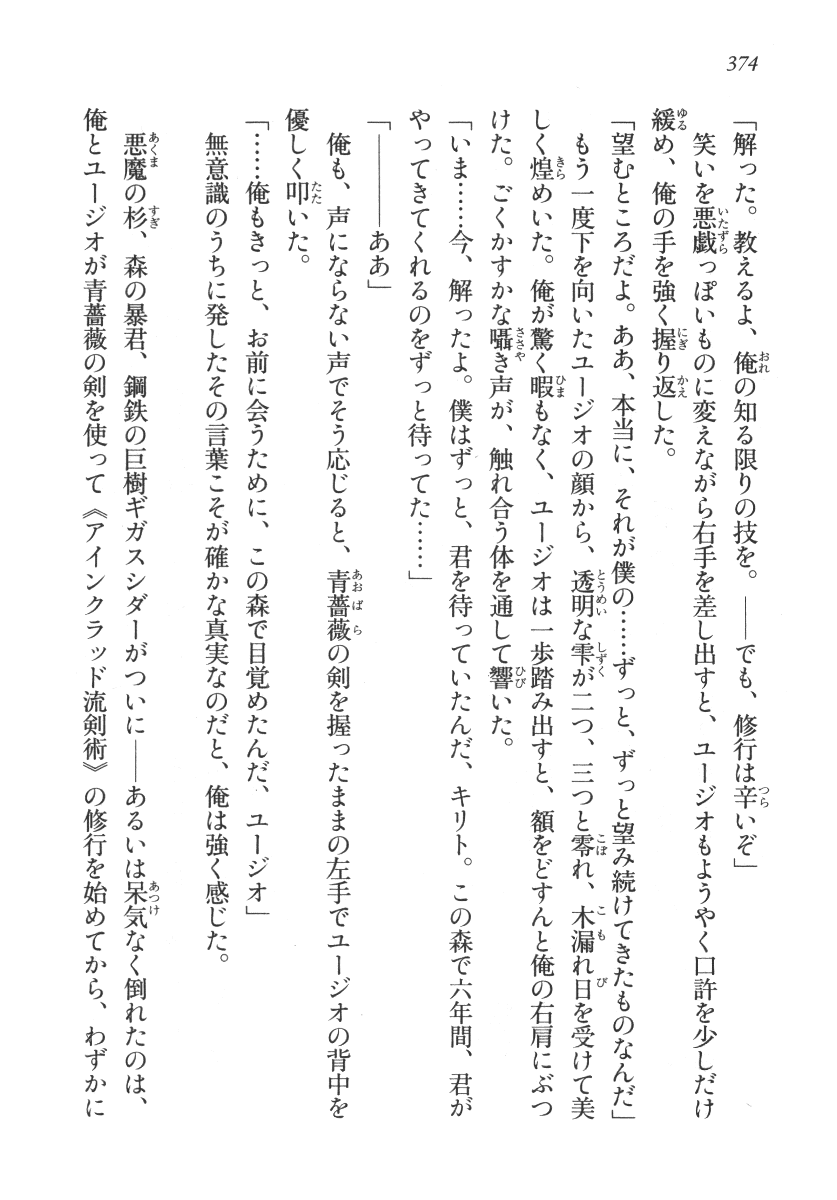 374
「解った。教えるよ、俺の知る限りの技を。――でも、修行は辛いぞ」
笑いを悪戯っぽいものに変えながら右手を差し出すと、ユージオもようやく口許を少しだけ
緩め、俺の手を強く握り返した。
「望むところだよ。ああ、本当に、それが僕の……ずっと、ずっと望み続けてきたものなんだ」
もう一度下を向いたユージオの顔から、透明な雫が二つ、三つと零れ、木漏れ日を受けて美
しく煌めいた。俺が驚く暇もなく、ユージオは一歩踏み出すと、額をどすんと俺の右肩にぶつ
けた。ごくかすかな囁き声が、触れ合う体を通して響いた。
「いま……今、解ったよ。僕はずっと、君を待っていたんだ、キリト。この森で六年間、君が
やってきてくれるのをずっと待ってた……」
「――――ああ」
俺も、声にならない声でそう応じると、青薔薇の剣を握ったままの左手でユージオの背中を
優しく叩いた。
「……俺もきっと、お前に会うために、この森で目覚めたんだ、ユージオ」
無意識のうちに発したその言葉こそが確かな真実なのだと、俺は強く感じた。
悪魔の杉、森の暴君、鋼鉄の巨樹ギガスシダーがついに――あるいは呆気なく倒れたのは、
俺とユージオが青薔薇の剣を使って《アインクラッド流剣術》の修行を始めてから、わずかに